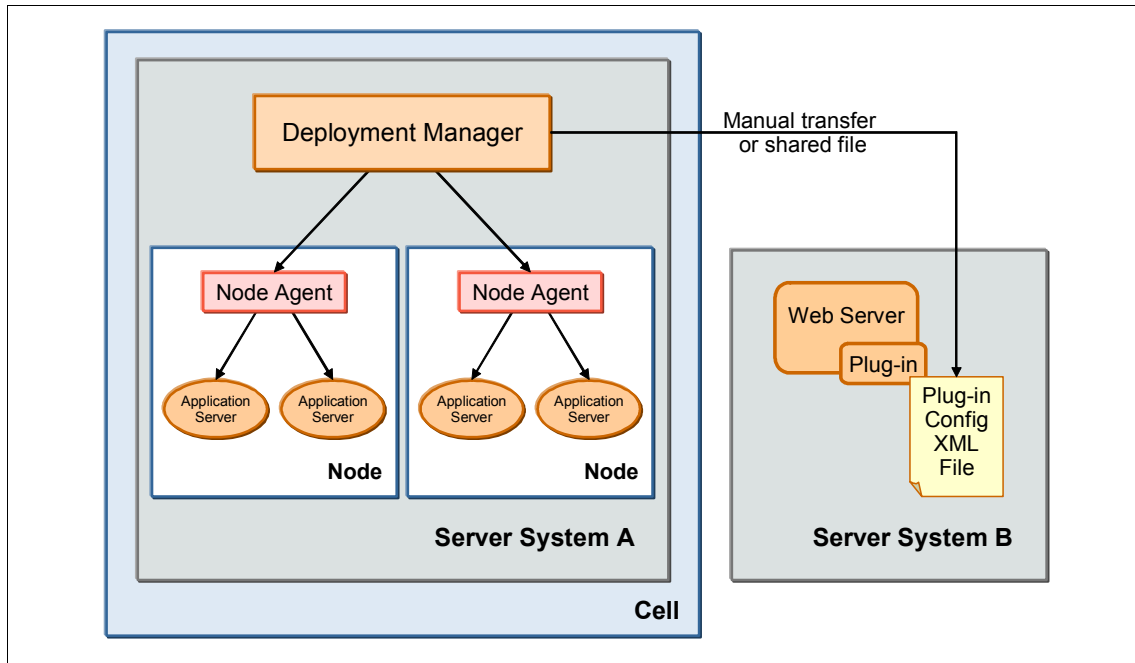 Deployment Manager
Manual transfer
or shared file
Node Agent
Node Agent
Application
Server
Application
Server
Application
Server
Application
Server
Node
Node
Server System A
Cell
Web Server
Plug-in
Plug-in
Config
XML
File
Server System B